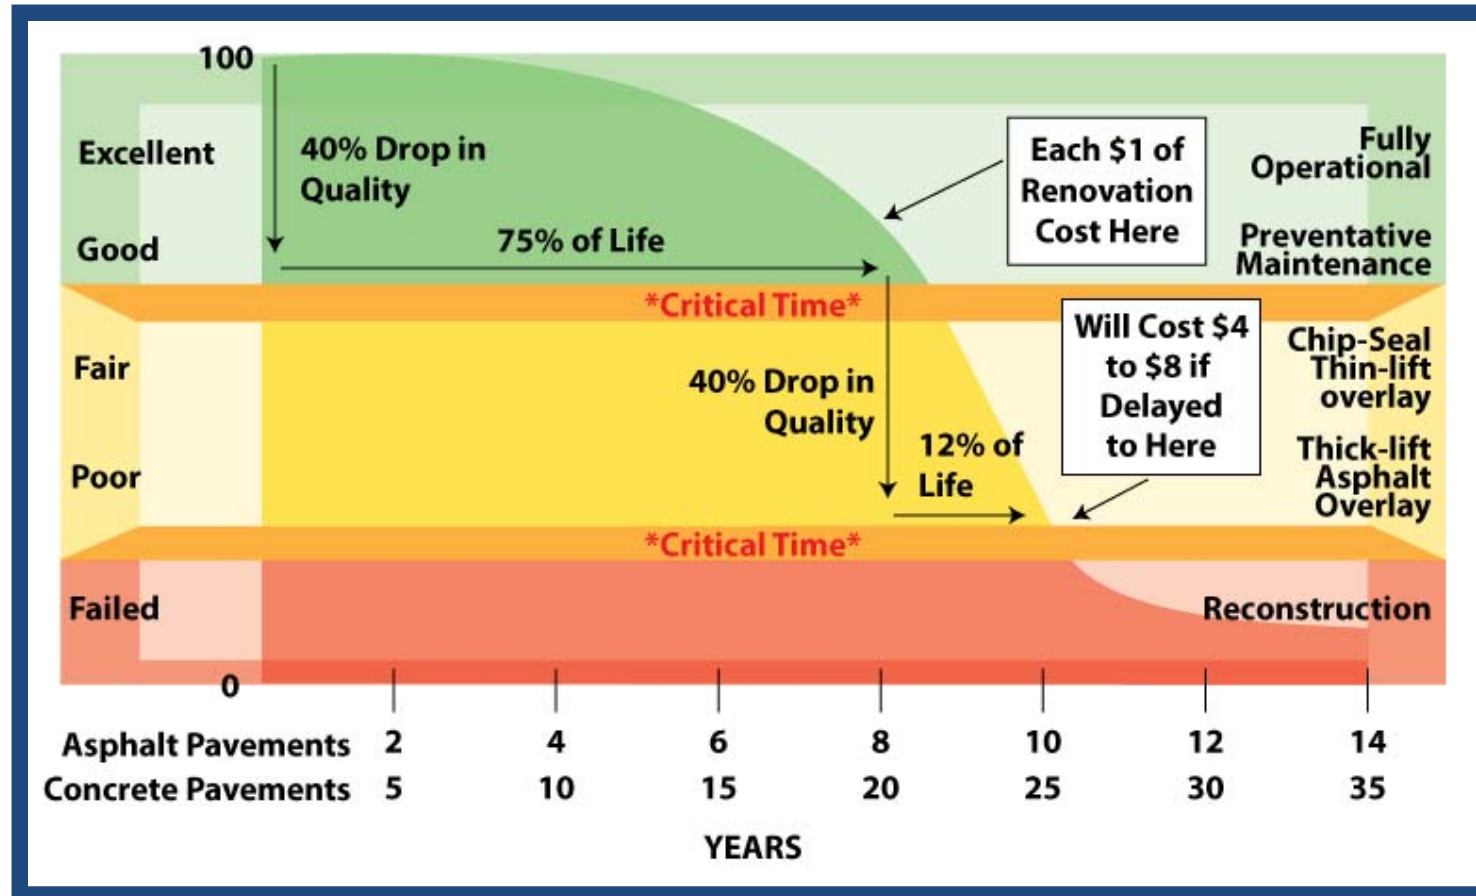 100
Excellent
40% Drop in
Quality
Each $1 of
Renovation
Cost Here
Fully
Operational
Good
75% of Life
Preventative
Maintenance
*Critical Time*
Will Cost $4
to $8 if
Delayed
to Here
Chip-Seal
Thin-lift
overlay
Fair
40% Drop in
Quality
12% of
Life
Poor
Thick-lift
Asphalt
Overlay
*Critical Time*
Failed
Reconstruction
0
Asphalt Pavements 2 4 6 8 10 12 14
Concrete Pavements 5 10 15 20 25 30 35
YEARS